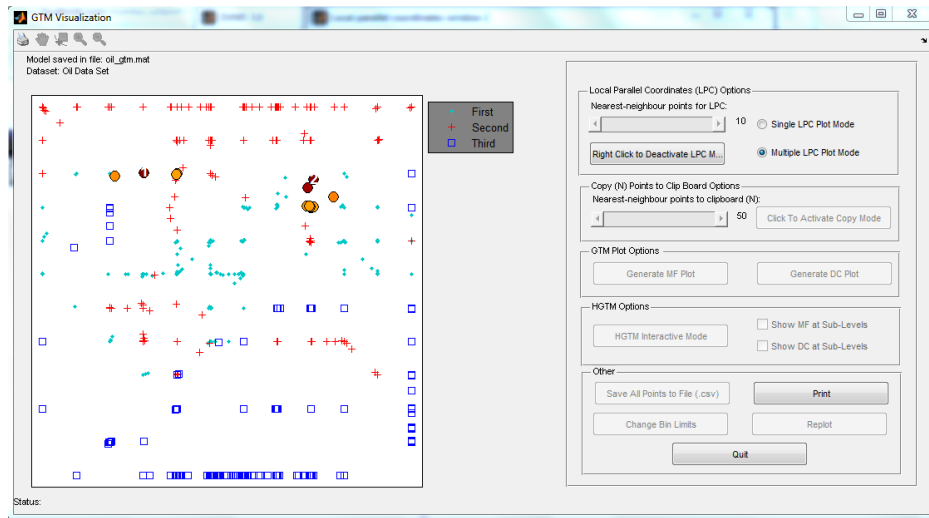 GTM Visualization
Model saved in file: oil_gtm.mat
Dataset: Oil Data Set
First
Second
Third
Local Parallel Coordinates (LPC) Options
Nearest-neighbour points for LPC:
10
Single LPC Plot Mode
Right Click to Deactivate LPC M...
Multiple LPC Plot Mode
Copy (N) Points to Clip Board Options
Nearest-neighbour points to clipboard (N):
50
Click To Activate Copy Mode
GTM Plot Options
Generate MF Plot
Generate DC Plot
HGTM Options
HGTM Interactive Mode
Show MF at Sub-Levels
Show DC at Sub-Levels
Other
Save All Points to File (.csv)
Print
Change Bin Limits
Replot
Quit
Status: